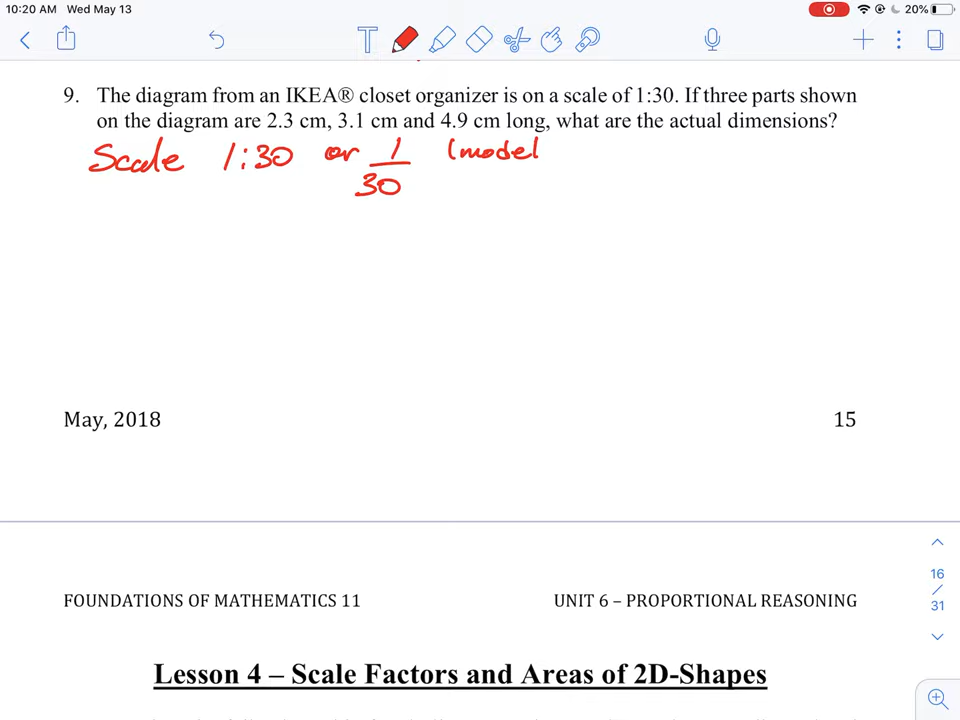 10:20 AM Wed May 13
20%
T
9. The diagram from an IKEA® closet organizer is on a scale of 1:30. If three parts shown
on the diagram are 2.3 cm, 3.1 cm and 4.9 cm long, what are the actual dimensions?
Scale 1:30 or 1/30 (model
May, 2018 15
16
/
31
FOUNDATIONS OF MATHEMATICS 11 UNIT 6 – PROPORTIONAL REASONING
Lesson 4 – Scale Factors and Areas of 2D-Shapes